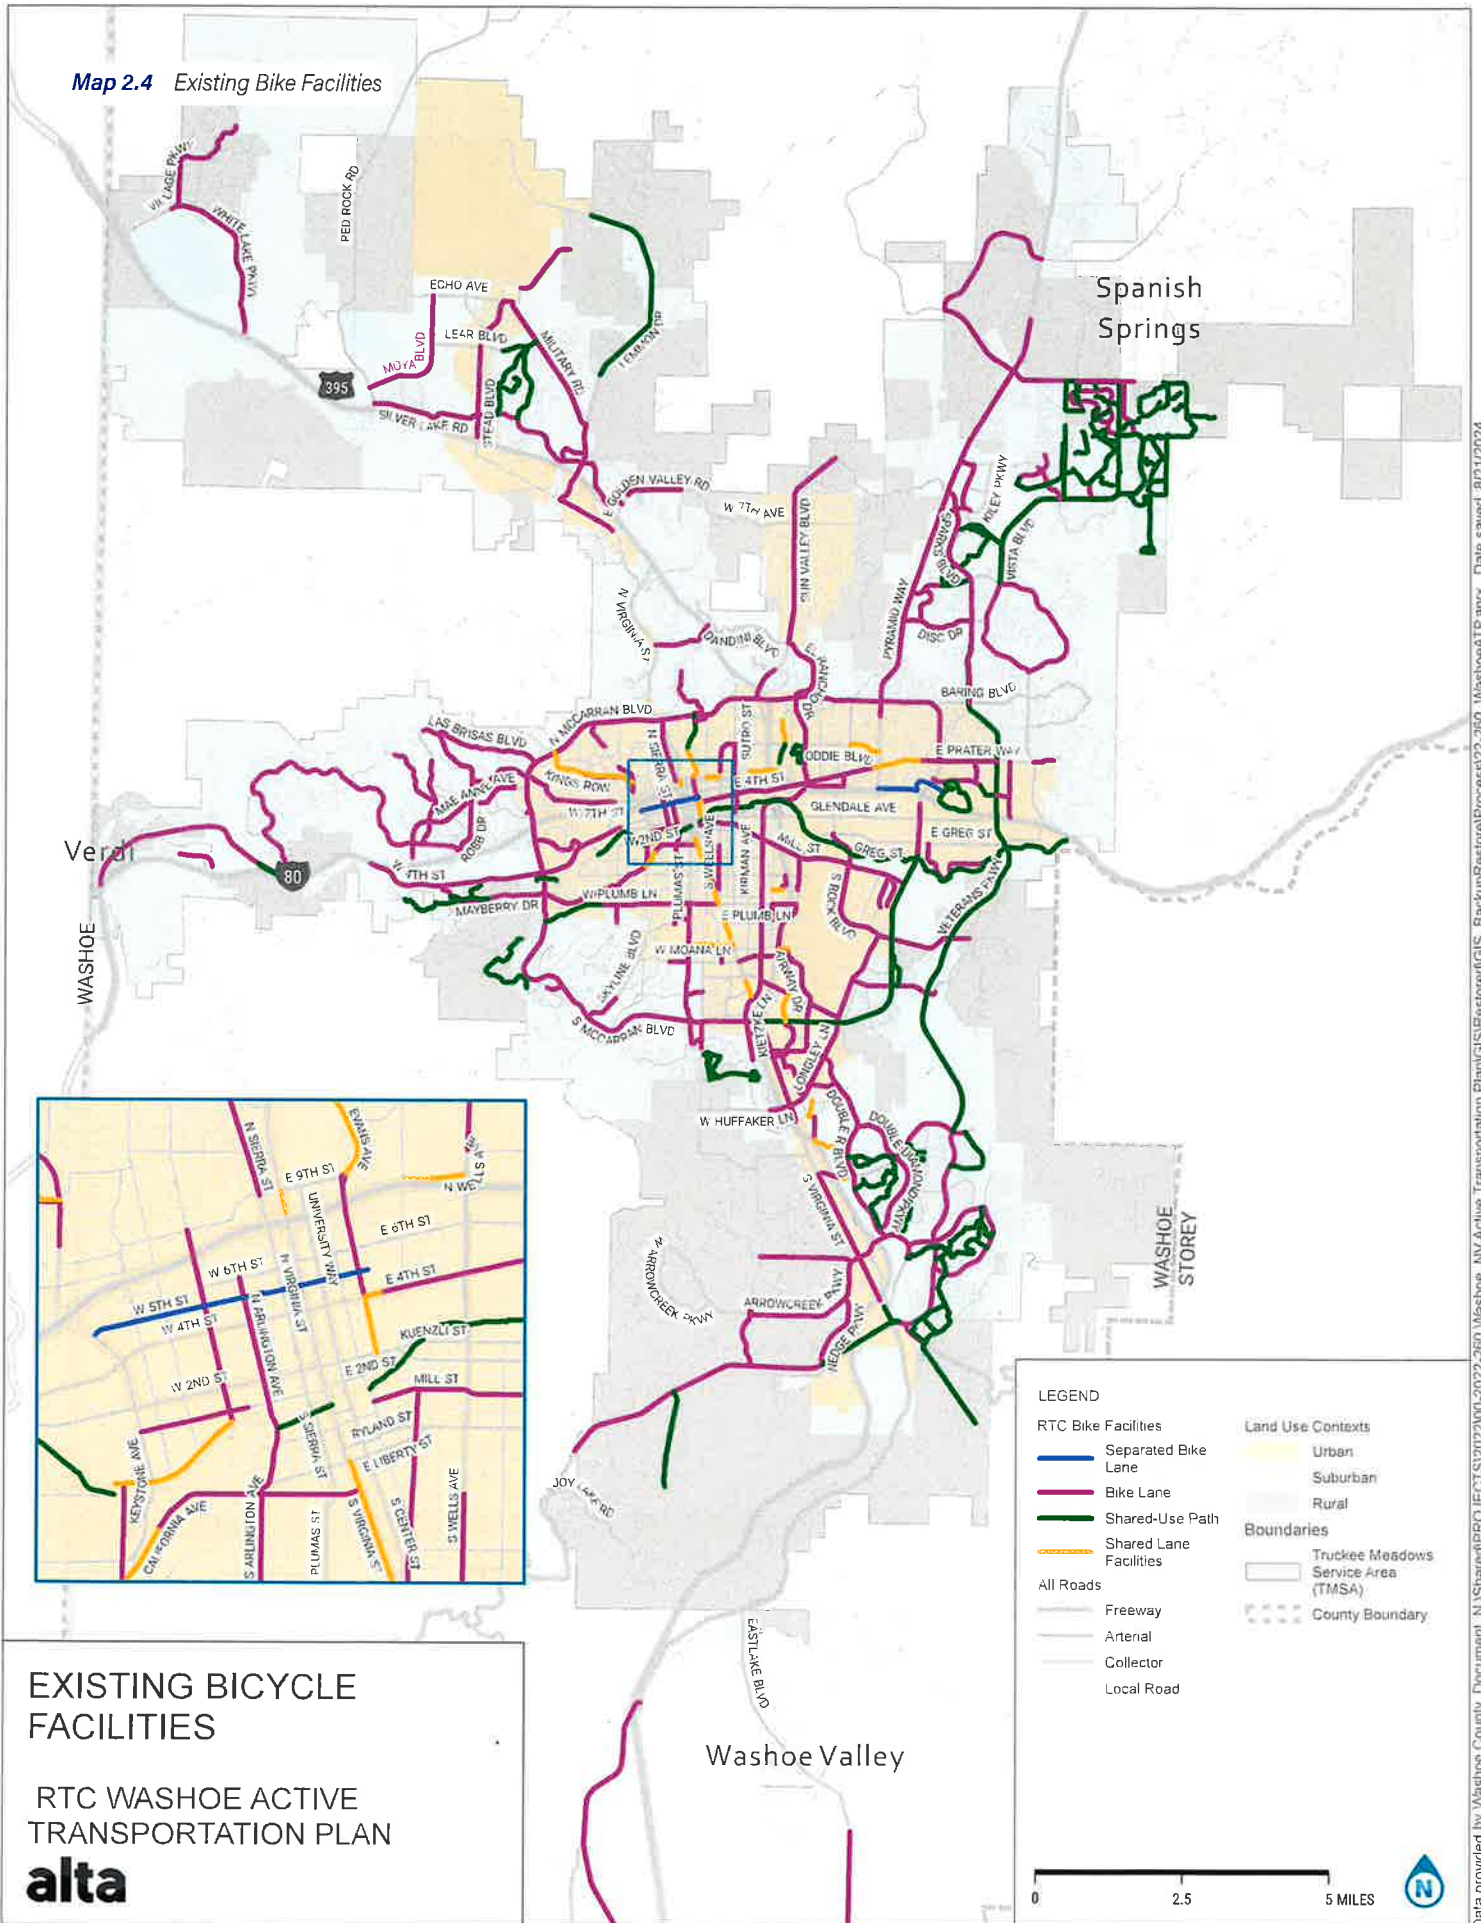 Map 2.4 Existing Bike Facilities
VILLAGE PKWY
WHITE LAKE PKWY
RED ROCK RD
ECHO AVE
LEAR BLVD
MOYA BLVD
MILITARY RD
LEMMON DR
395
SILVER LAKE RD
STEAD BLVD
Spanish
Springs
E GOLDEN VALLEY RD
W 7TH AVE
SUN VALLEY BLVD
N VIRGINIA ST
DANDINI BLVD
EL RANCHO DR
PYRAMID WAY
SPARKS BLVD
KILEY PKWY
VISTA BLVD
DISC DR
BARING BLVD
LAS BRISAS BLVD
N MCCARRAN BLVD
N SIERRA ST
SUTRO ST
ODDIE BLVD
E PRATER WAY
KINGS ROW
MAE ANNE AVE
ROBB DR
W 7TH ST
E 4TH ST
GLENDALE AVE
W 2ND ST
S WELLS AVE
KIRMAN AVE
MILL ST
GREG ST
E GREG ST
Verdi
80
W 4TH ST
MAYBERRY DR
W PLUMB LN
PLUMAS ST
E PLUMB LN
S ROCK BLVD
VETERANS PKWY
WASHOE
SKYLINE BLVD
W MOANA LN
AIRWAY DR
S MCCARRAN BLVD
KIETZKE LN
LONGLEY LN
W HUFFAKER LN
DOUBLE R BLVD
DOUBLE DIAMOND PKWY
S VIRGINIA ST
W ARROWCREEK PKWY
ARROWCREEK PKWY
WEDGE PKWY
WASHOE
STOREY
JOY LAKE RD
EASTLAKE BLVD
Washoe Valley
N SIERRA ST
EVANS AVE
E 9TH ST
N WELLS AVE
UNIVERSITY WAY
E 6TH ST
W 6TH ST
N VIRGINIA ST
E 4TH ST
W 5TH ST
W 4TH ST
N ARLINGTON AVE
KUENZLI ST
E 2ND ST
W 2ND ST
MILL ST
RYLAND ST
S SIERRA ST
E LIBERTY ST
KEYSTONE AVE
CALIFORNIA AVE
S ARLINGTON AVE
PLUMAS ST
S VIRGINIA ST
S CENTER ST
S WELLS AVE
LEGEND
RTC Bike Facilities
Separated Bike
Lane
Bike Lane
Shared-Use Path
Shared Lane
Facilities
All Roads
Freeway
Arterial
Collector
Local Road
Land Use Contexts
Urban
Suburban
Rural
Boundaries
Truckee Meadows
Service Area
(TMSA)
County Boundary
0 2.5 5 MILES
N
EXISTING BICYCLE
FACILITIES
RTC WASHOE ACTIVE
TRANSPORTATION PLAN
alta